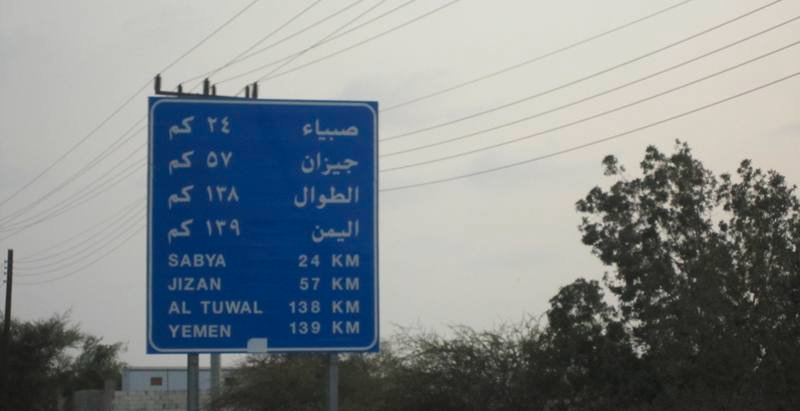 صبياء ٢٤ كم
جيزان ٥٧ كم
الطوال ١٣٨ كم
اليمن ١٣٩ كم
SABYA 24 KM
JIZAN 57 KM
AL TUWAL 138 KM
YEMEN 139 KM